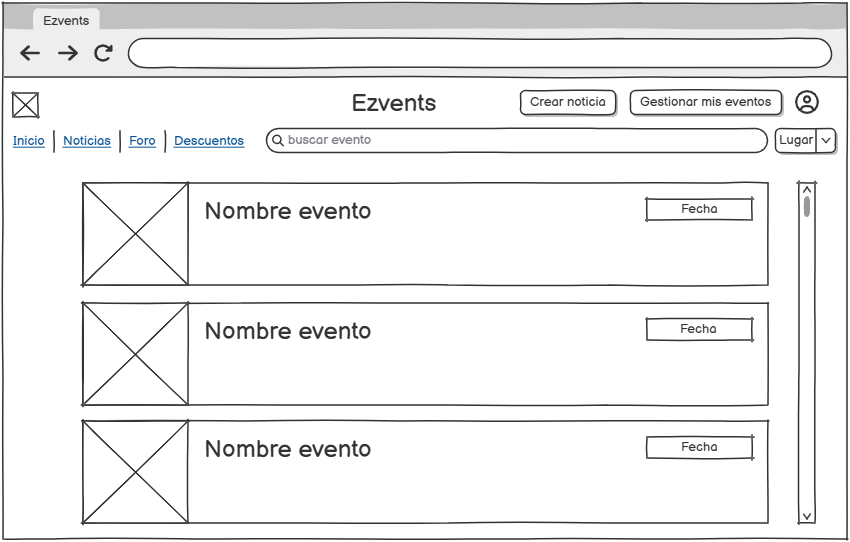 Ezvents
Ezvents
Crear noticia
Gestionar mis eventos
Inicio
Noticias
Foro
Descuentos
buscar evento
Lugar
Nombre evento
Fecha
Nombre evento
Fecha
Nombre evento
Fecha